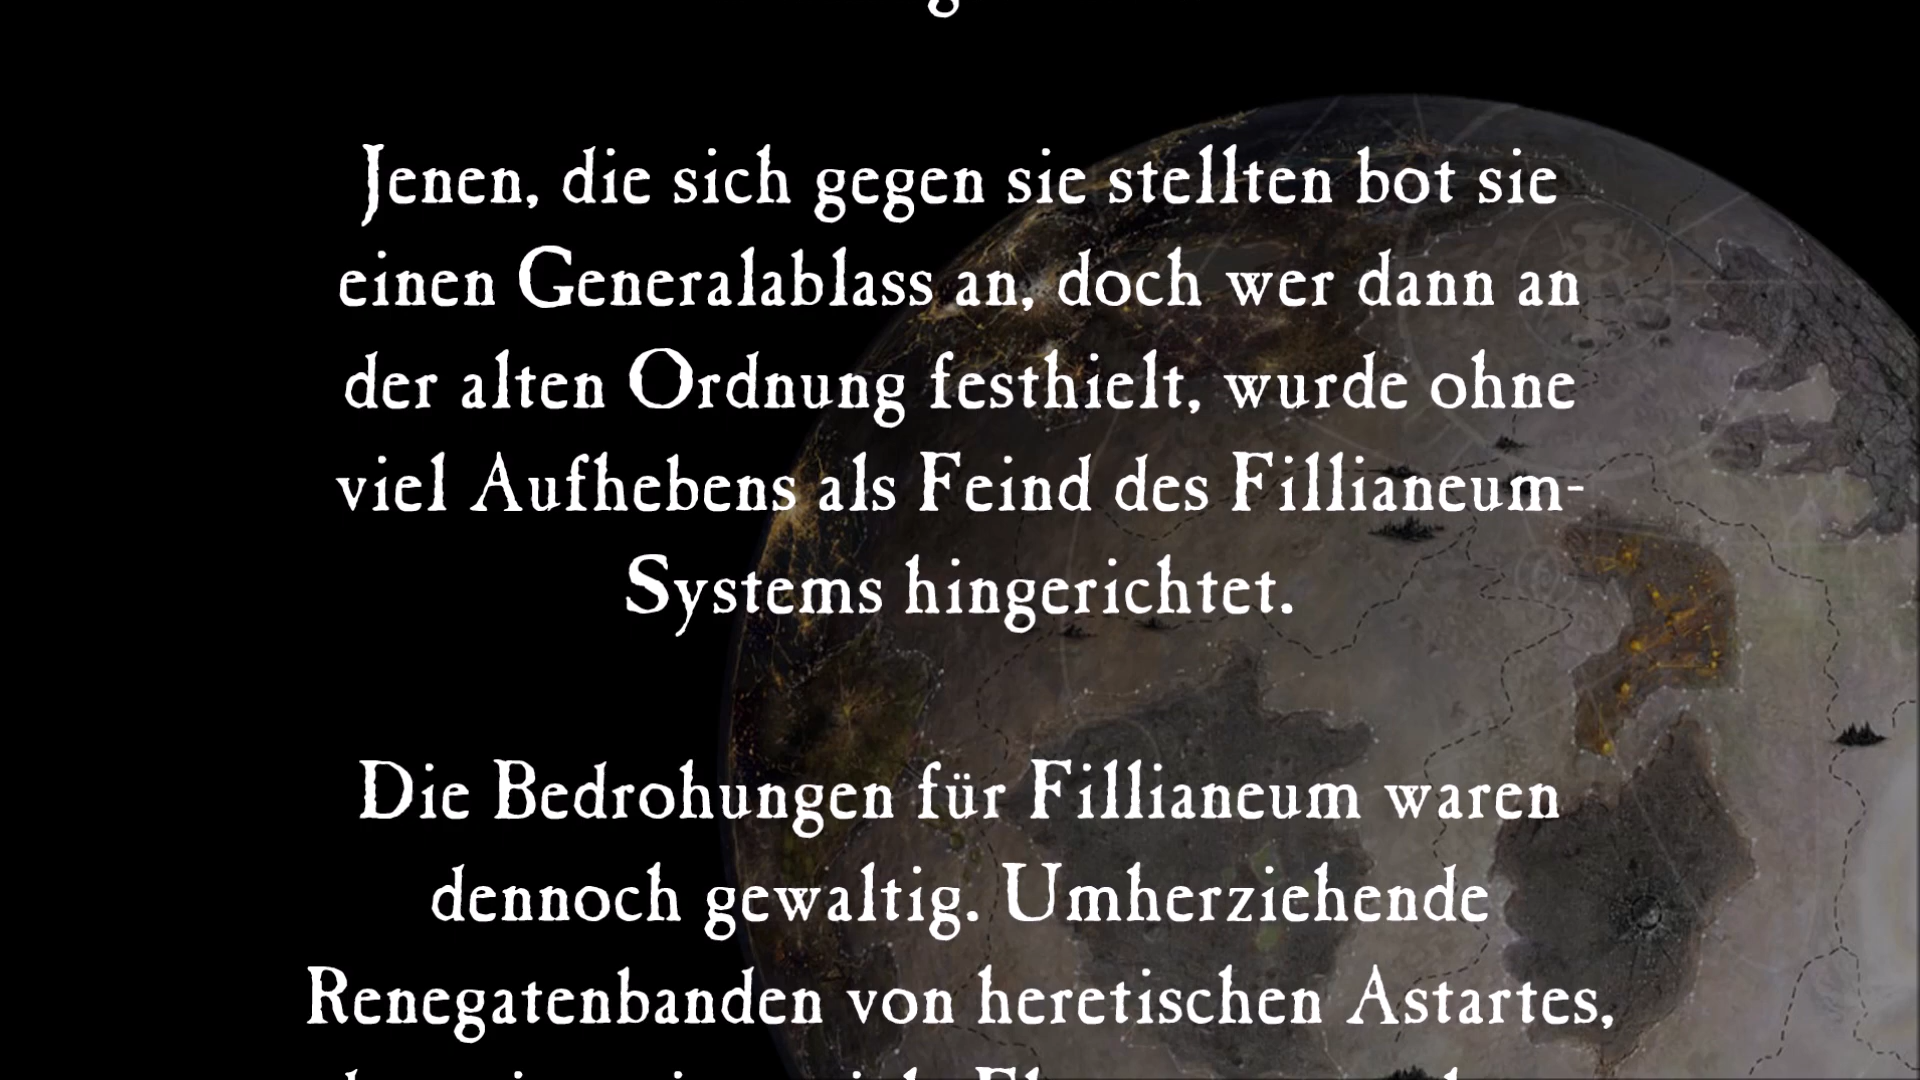 Jenen, die sich gegen sie stellten bot sie
einen Generalablass an, doch wer dann an
der alten Ordnung festhielt, wurde ohne
viel Aufhebens als Feind des Fillianeum-
Systems hingerichtet.
Die Bedrohungen für Fillianeum waren
dennoch gewaltig. Umherziehende
Renegatenbanden von heretischen Astartes,